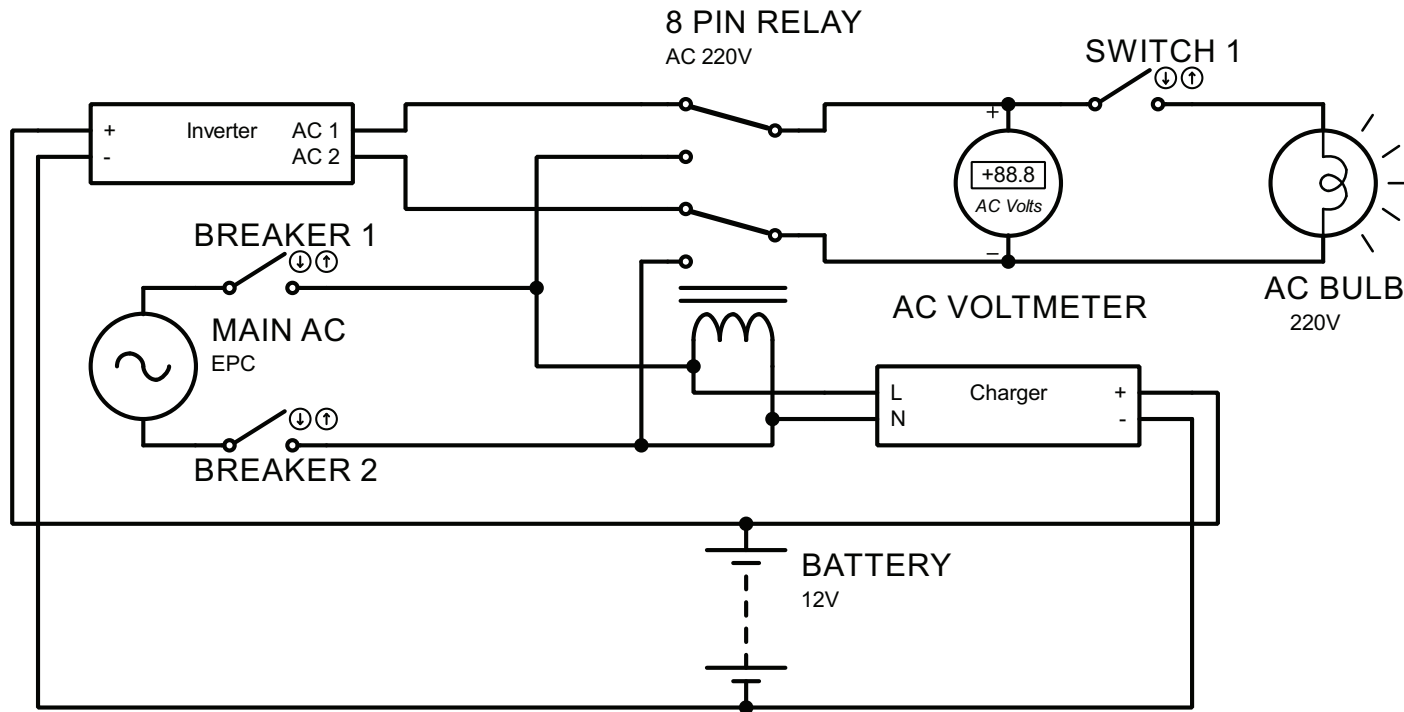 8 PIN RELAY
AC 220V
SWITCH 1
+ Inverter AC 1
- AC 2
+
+88.8
AC Volts
−
BREAKER 1
MAIN AC
EPC
BREAKER 2
AC VOLTMETER
AC BULB
220V
L Charger +
N -
BATTERY
12V